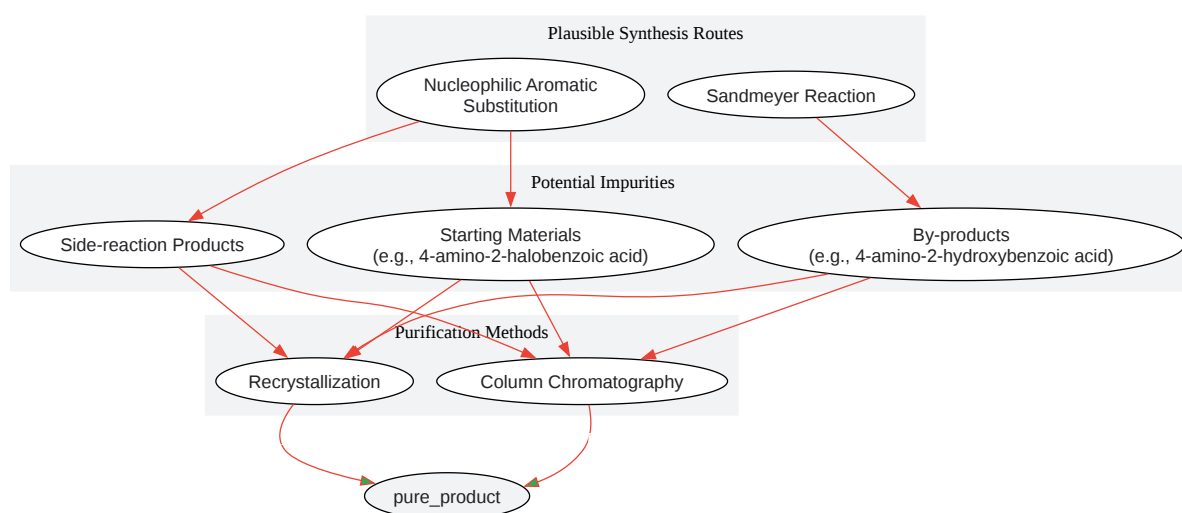 Plausible Synthesis Routes
Nucleophilic Aromatic
Substitution
Sandmeyer Reaction
Potential Impurities
Side-reaction Products
Starting Materials
(e.g., 4-amino-2-halobenzoic acid)
By-products
(e.g., 4-amino-2-hydroxybenzoic acid)
Purification Methods
Recrystallization
Column Chromatography
pure_product